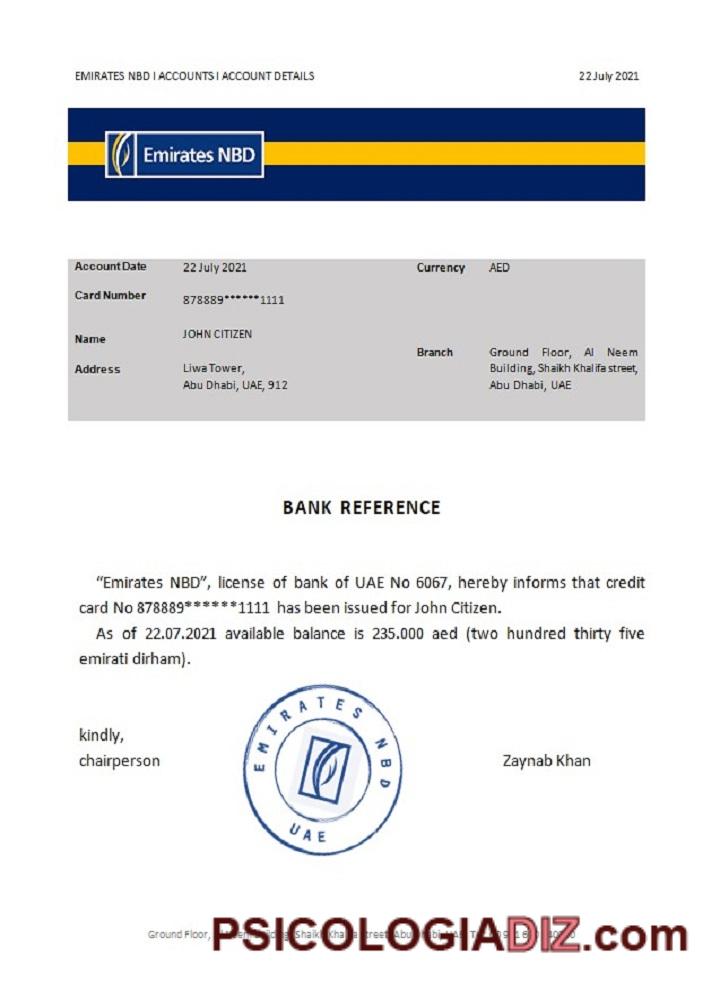 EMIRATES NBD I ACCOUNTS I ACCOUNT DETAILS 22 July 2021
Emirates NBD
Account Date 22 July 2021 Currency AED
Card Number 878889******1111
Name JOHN CITIZEN
Branch Ground Floor, Al Neem
Address Liwa Tower, Building, Shaikh Khalifa street,
Abu Dhabi, UAE, 912 Abu Dhabi, UAE
BANK REFERENCE
“Emirates NBD”, license of bank of UAE No 6067, hereby informs that credit
card No 878889******1111 has been issued for John Citizen.
As of 22.07.2021 available balance is 235.000 aed (two hundred thirty five
emirati dirham).
EMIRATES NBD
UAE
kindly,
chairperson Zaynab Khan
Ground Floor, Building, Shaikh Khalifa street, Abu
PSICOLOGIADIZ.com